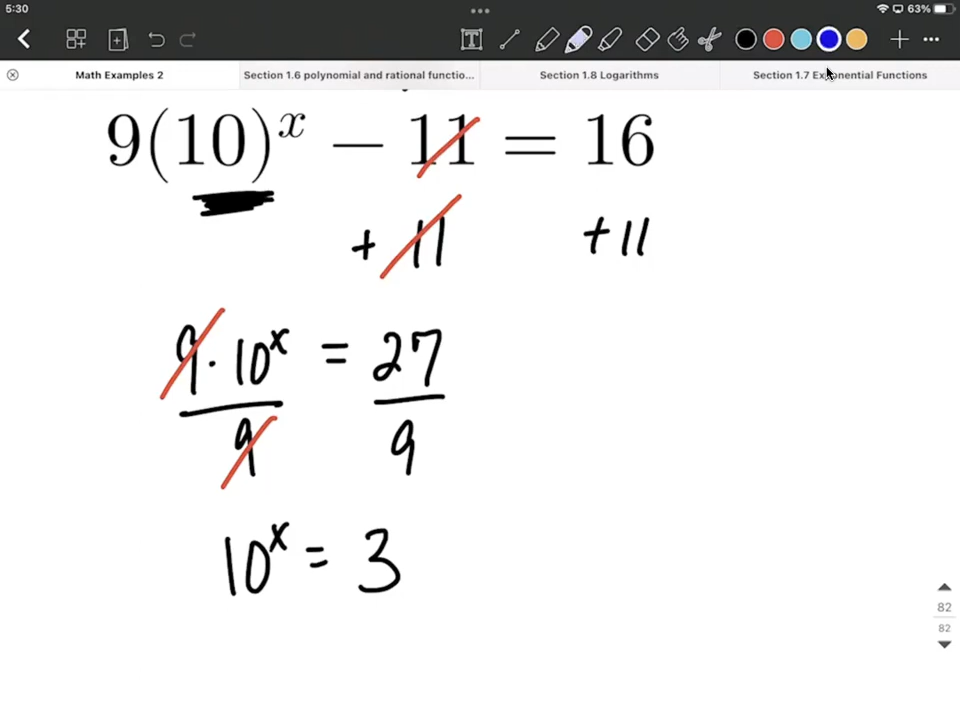 5:30 63%
Math Examples 2 Section 1.6 polynomial and rational functio... Section 1.8 Logarithms Section 1.7 Exponential Functions
9(10)^x − 11 = 16
+ 11 +11
9 · 10^x = 27
9 9
10^x = 3
82
82